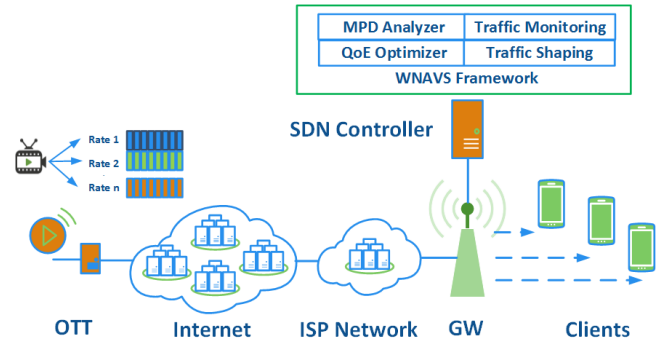 MPD Analyzer Traffic Monitoring
QoE Optimizer Traffic Shaping
WNAVS Framework
SDN Controller
Rate 1
Rate 2
Rate n
OTT Internet ISP Network GW Clients